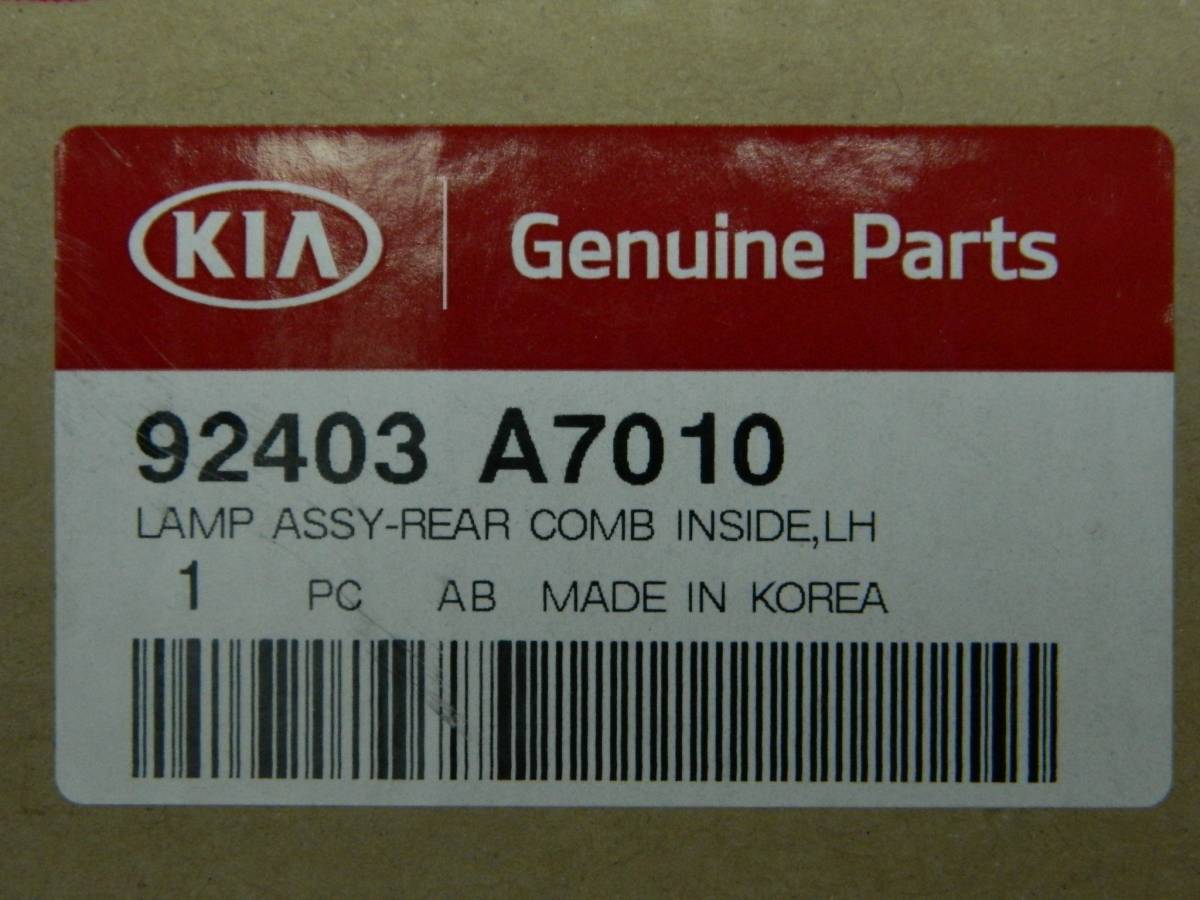 KIA
Genuine Parts
92403 A7010
LAMP ASSY-REAR COMB INSIDE,LH
1 PC AB MADE IN KOREA